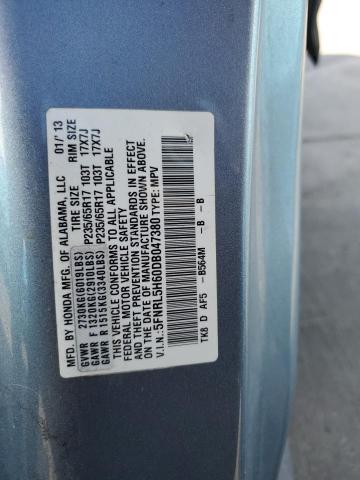 MFD. BY HONDA MFG. OF ALABAMA, LLC 01/'13
TIRE SIZE RIM SIZE
GVWR 2730KG(6019LBS)
GAWR F 1320KG(2910LBS) P235/65R17 103T 17X7J
GAWR R 1515KG(3340LBS) P235/65R17 103T 17X7J
THIS VEHICLE CONFORMS TO ALL APPLICABLE
FEDERAL MOTOR VEHICLE SAFETY
AND THEFT PREVENTION STANDARDS IN EFFECT
ON THE DATE OF MANUFACTURE SHOWN ABOVE.
V.I.N.: 5FNRL5H60DB047380 TYPE: MPV
TK8 D AF5 - B564M - B - B